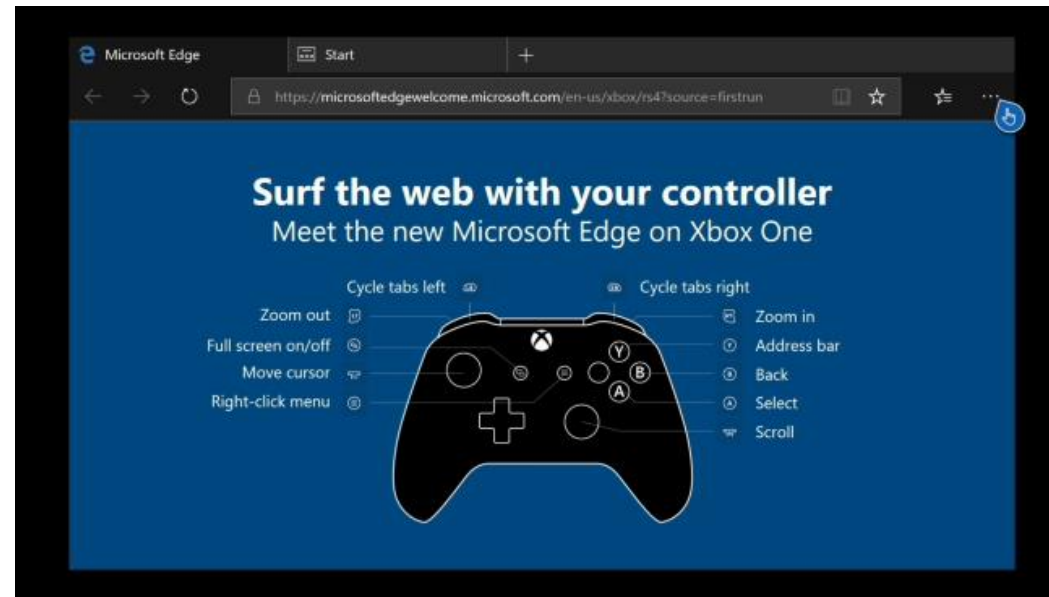 Microsoft Edge
Start
https://microsoftedgewelcome.microsoft.com/en-us/xbox/rs4?source=firstrun
Surf the web with your controller
Meet the new Microsoft Edge on Xbox One
Cycle tabs left
Cycle tabs right
Zoom out
Zoom in
Full screen on/off
Address bar
Move cursor
Back
Right-click menu
Select
Scroll
Y
B
A